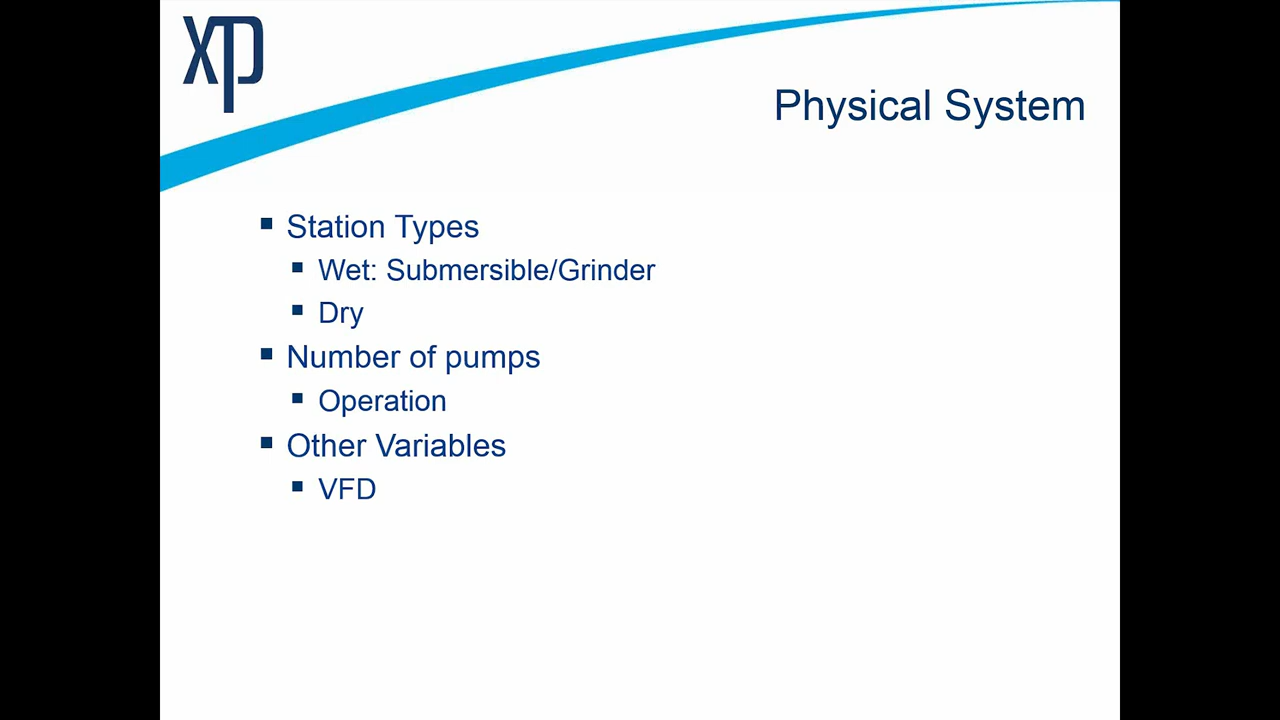 xp
Physical System
Station Types
Wet: Submersible/Grinder
Dry
Number of pumps
Operation
Other Variables
VFD